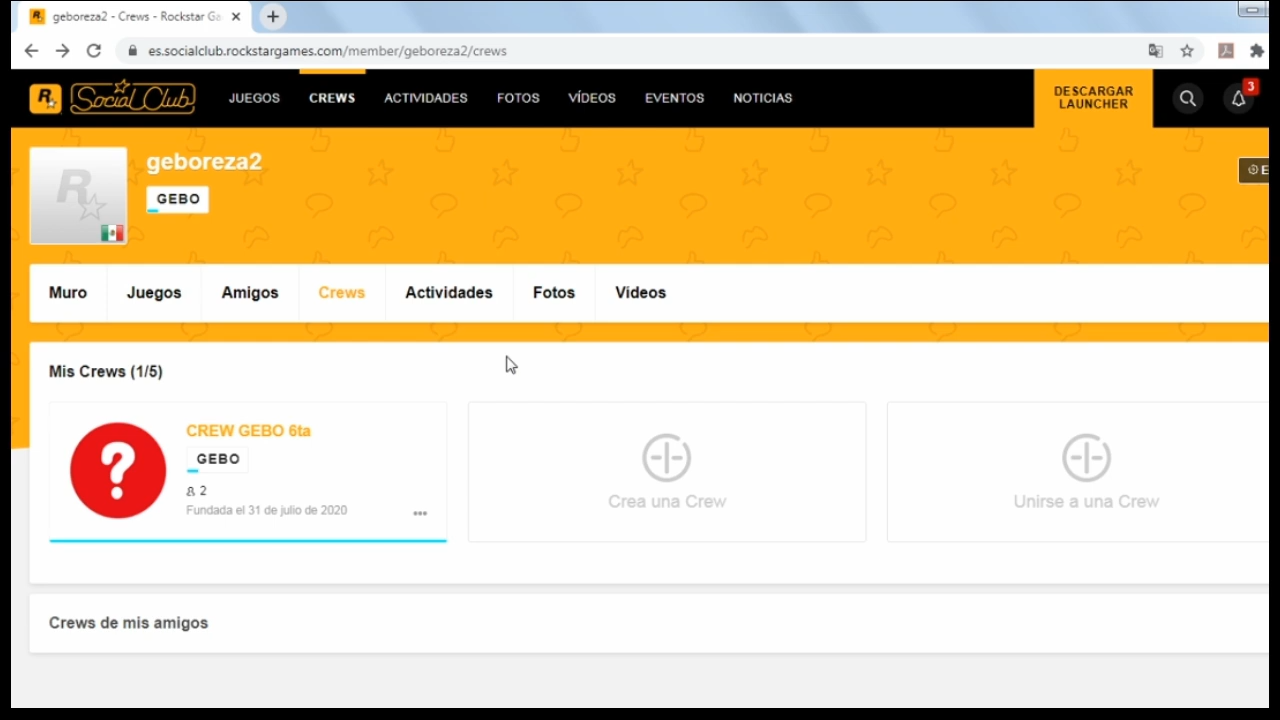 geboreza2 - Crews - Rockstar Ga
es.socialclub.rockstargames.com/member/geboreza2/crews
R Social Club JUEGOS CREWS ACTIVIDADES FOTOS VÍDEOS EVENTOS NOTICIAS
DESCARGAR
LAUNCHER
3
geboreza2
GEBO
E
Muro Juegos Amigos Crews Actividades Fotos Videos
Mis Crews (1/5)
CREW GEBO 6ta
GEBO
2
Fundada el 31 de julio de 2020
?
Crea una Crew
Unirse a una Crew
Crews de mis amigos